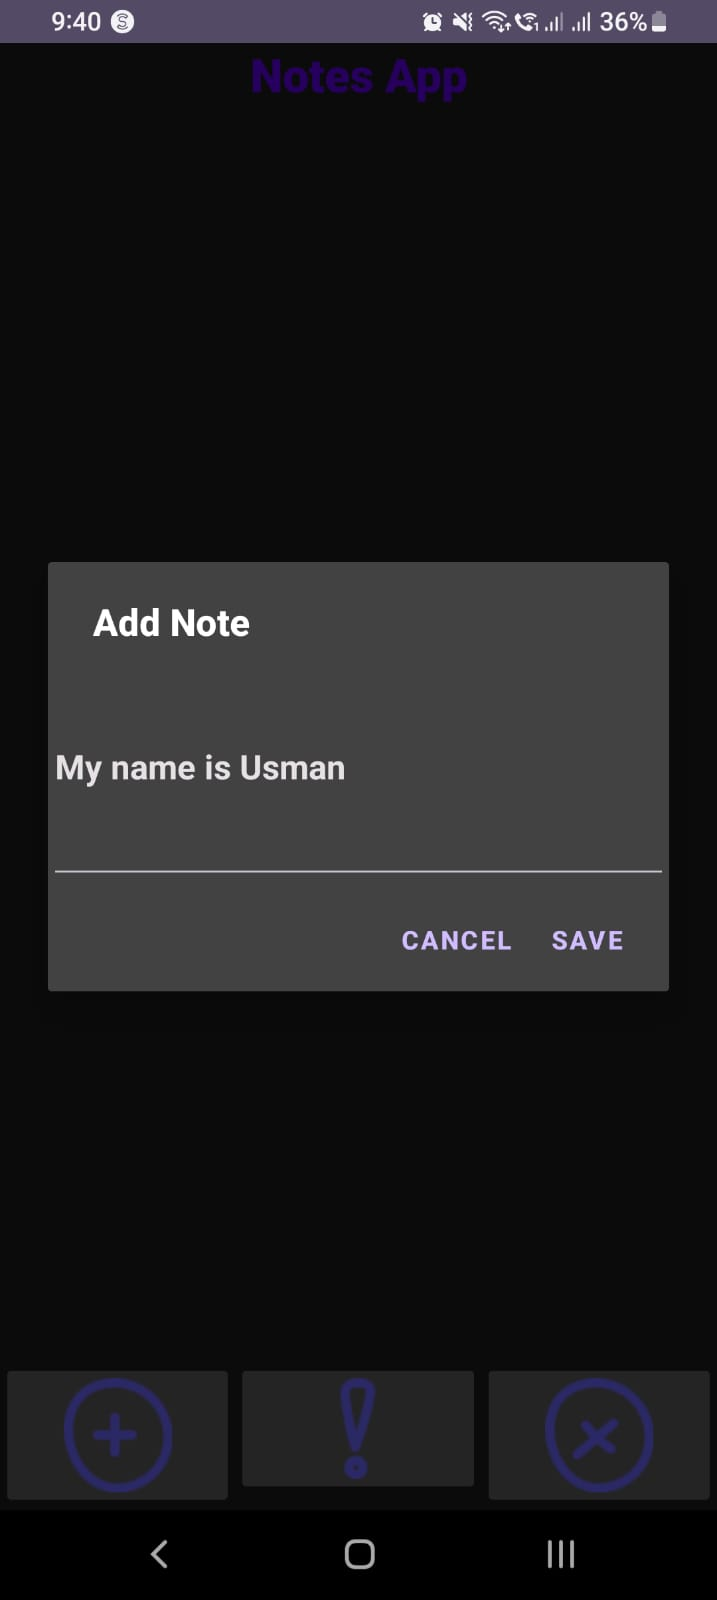 9:40
36%
Notes App
Add Note
My name is Usman
CANCEL SAVE